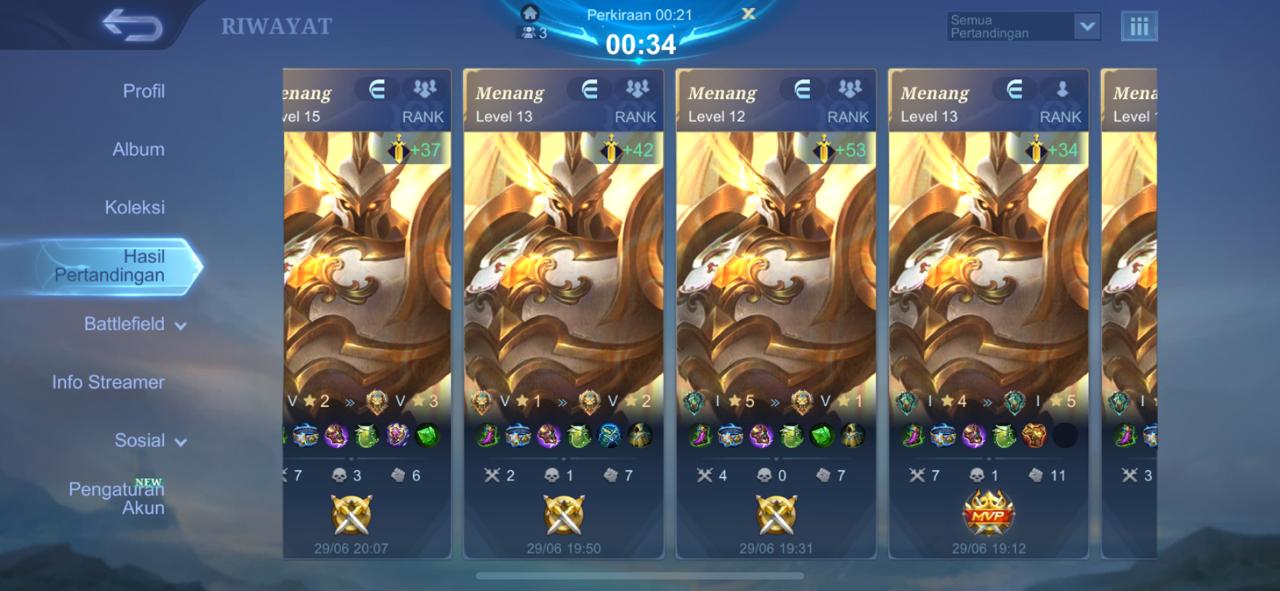 RIWAYAT
Perkiraan 00:21
3
00:34
Semua
Pertandingan
Profil
Album
Koleksi
Hasil
Pertandingan
Battlefield
Info Streamer
Sosial
NEW
Pengaturan
Akun
enang
vel 15
RANK
+37
V 2 » V 3
7 3 6
29/06 20:07
Menang
Level 13
RANK
+42
V 1 » V 2
2 1 7
29/06 19:50
Menang
Level 12
RANK
+53
I 5 » V 1
4 0 7
29/06 19:31
Menang
Level 13
RANK
+34
I 4 » I 5
7 1 11
MVP
29/06 19:12
Mena
Level
I
3